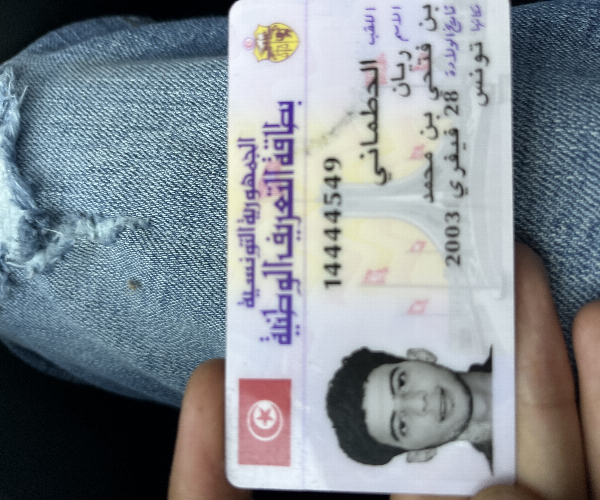 الجمهورية التونسية
بطاقة التعريف الوطنية
14444549
اللقب الحطماني
الاسم ريان
بن فتحي بن محمد
تاريخ الولادة 28 فيفري 2003
مكانها تونس